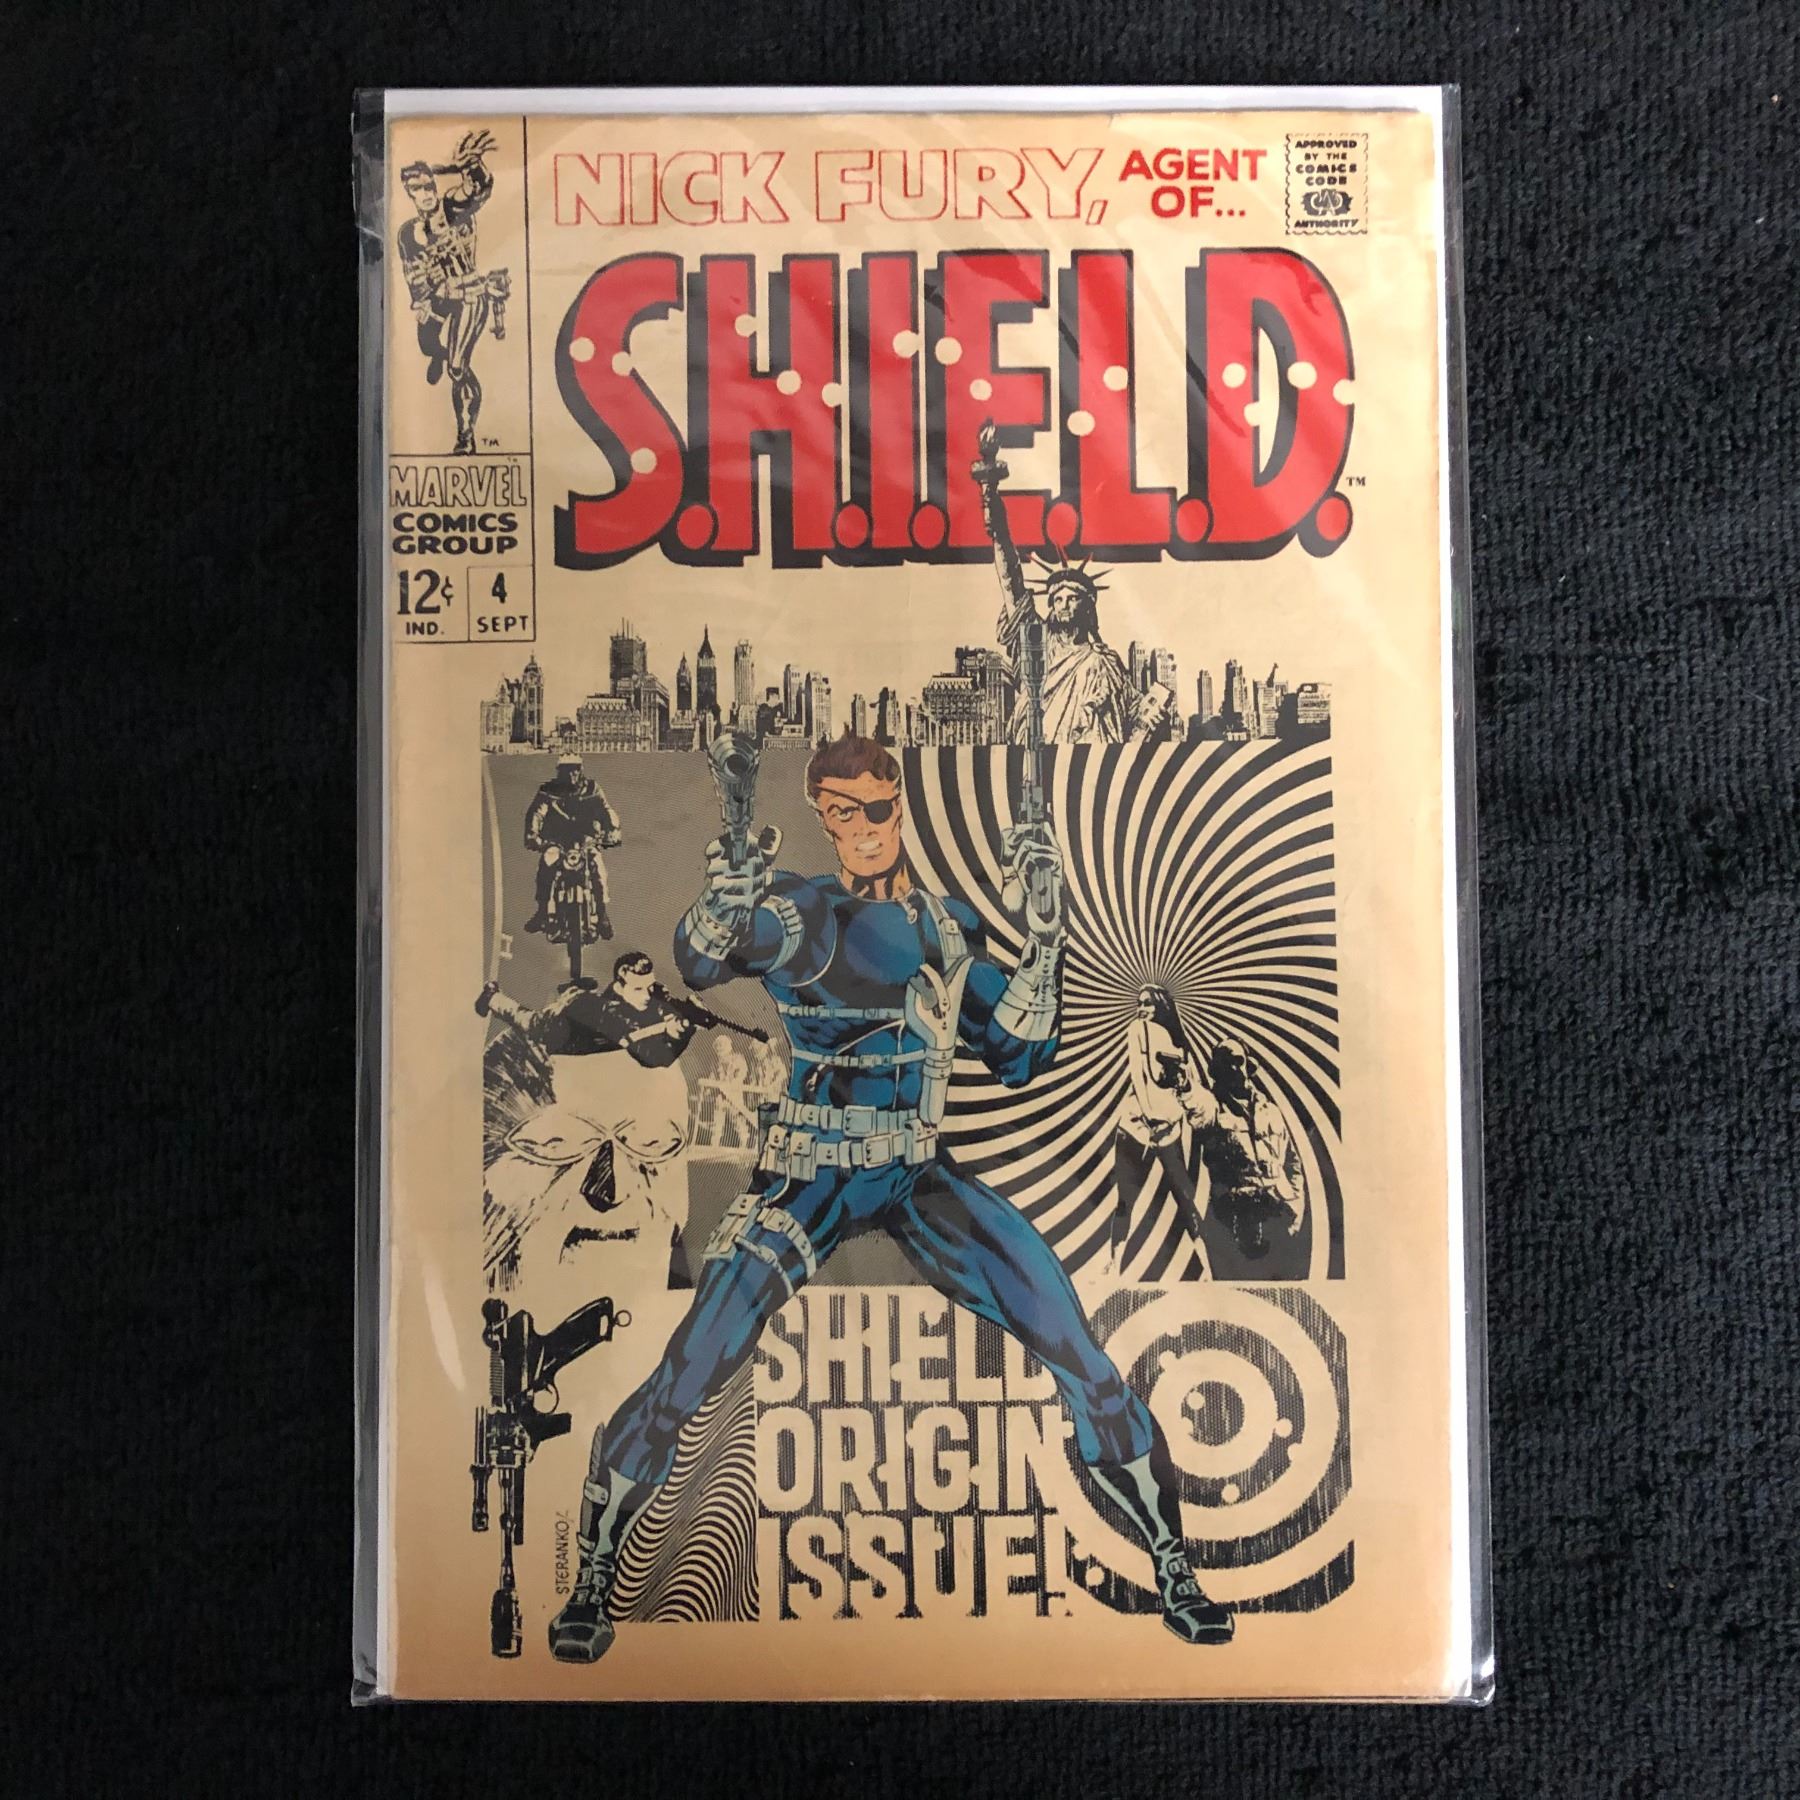 NICK FURY, AGENT
OF...
APPROVED
BY THE
COMICS
CODE
AUTHORITY
S.H.I.E.L.D.
TM
TM
MARVEL
COMICS
GROUP
12¢
IND.
4
SEPT
SHIELD
ORIGIN
ISSUE!
STERANKO